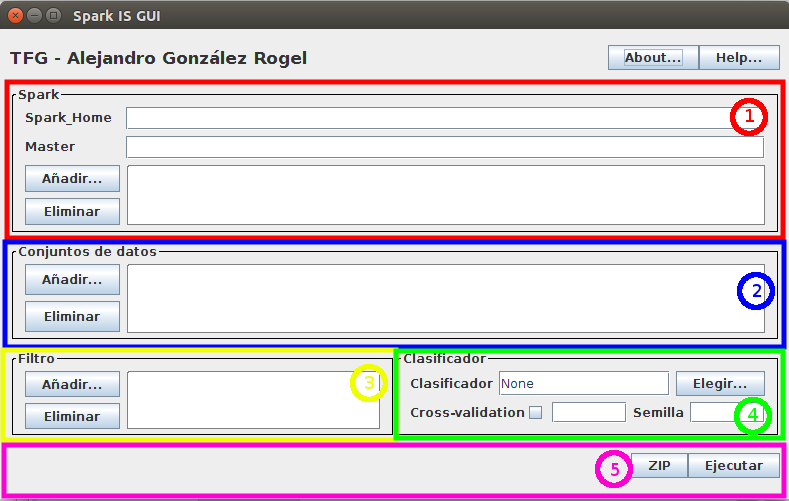 Spark IS GUI
TFG - Alejandro González Rogel About... Help...
Spark
Spark_Home 1
Master
Añadir...
Eliminar
Conjuntos de datos
Añadir... 2
Eliminar
Filtro
Añadir... 3
Eliminar
Clasificador
Clasificador None Elegir...
Cross-validation Semilla 4
5 ZIP Ejecutar